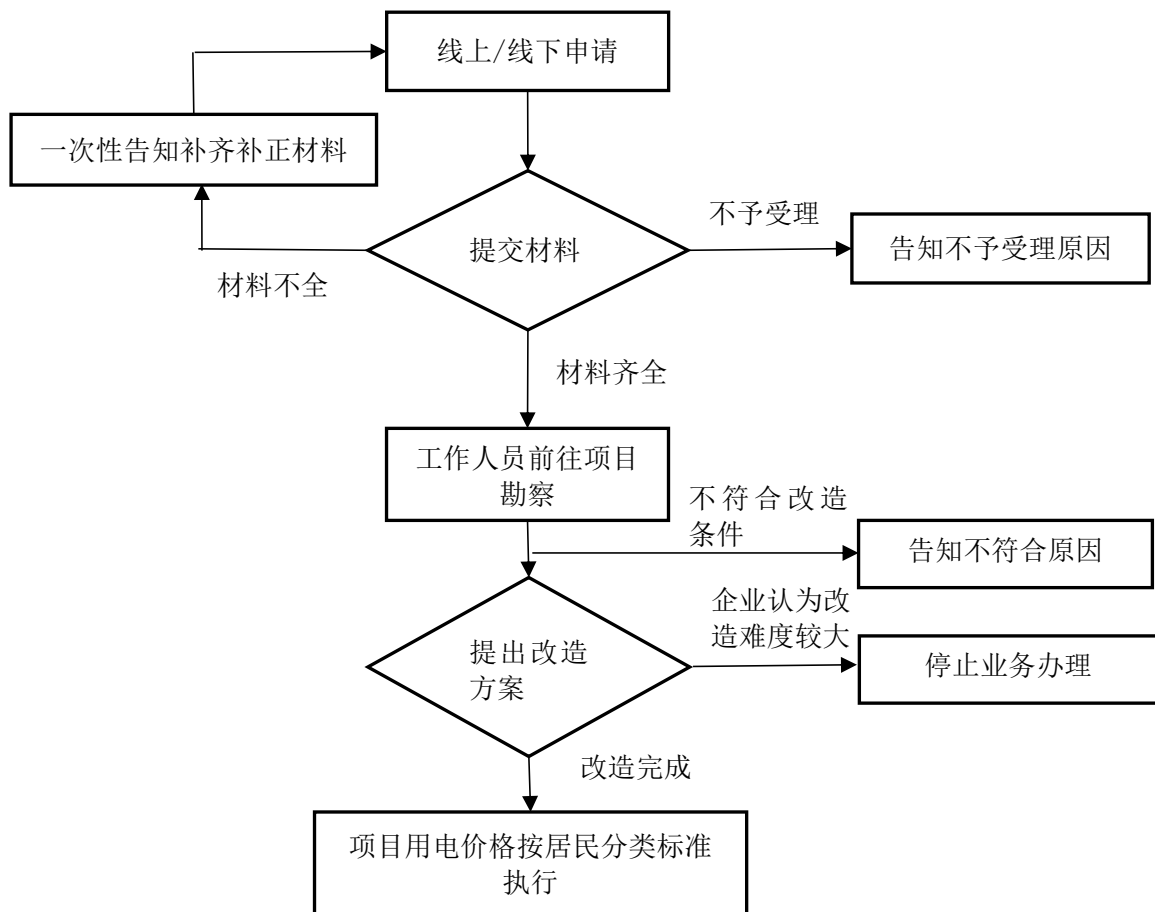 线上/线下申请
一次性告知补齐补正材料
不予受理
提交材料
告知不予受理原因
材料不全
材料齐全
工作人员前往项目
勘察
不符合改造
条件
告知不符合原因
企业认为改
造难度较大
提出改造
方案
停止业务办理
改造完成
项目用电价格按居民分类标准
执行